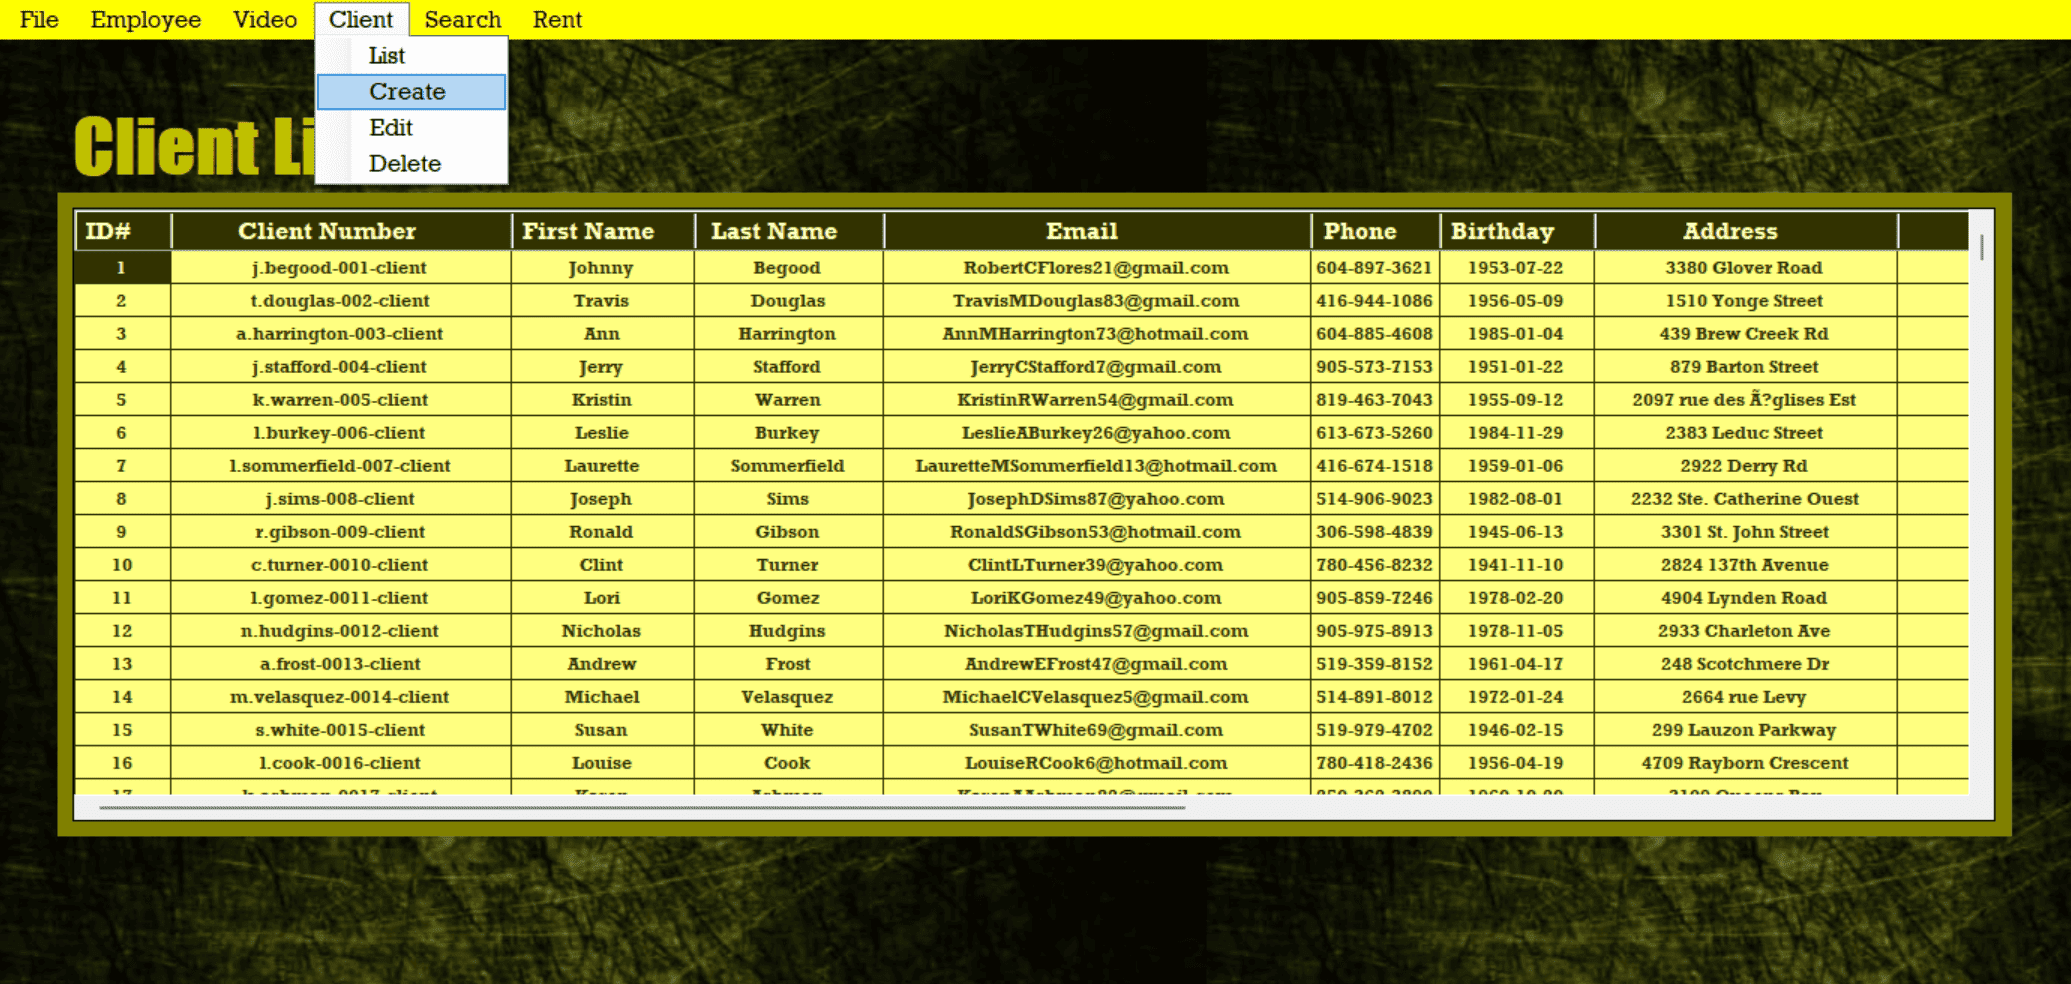 File Employee Video Client Search Rent
List
Create
Edit
Delete
Client Li
ID# Client Number First Name Last Name Email Phone Birthday Address
1 j.begood-001-client Johnny Begood RobertCFlores21@gmail.com 604-897-3621 1953-07-22 3380 Glover Road
2 t.douglas-002-client Travis Douglas TravisMDouglas83@gmail.com 416-944-1086 1956-05-09 1510 Yonge Street
3 a.harrington-003-client Ann Harrington AnnMHarrington73@hotmail.com 604-885-4608 1985-01-04 439 Brew Creek Rd
4 j.stafford-004-client Jerry Stafford JerryCStafford7@gmail.com 905-573-7153 1951-01-22 879 Barton Street
5 k.warren-005-client Kristin Warren KristinRWarren54@gmail.com 819-463-7043 1955-09-12 2097 rue des Ã?glises Est
6 l.burkey-006-client Leslie Burkey LeslieABurkey26@yahoo.com 613-673-5260 1984-11-29 2383 Leduc Street
7 l.sommerfield-007-client Laurette Sommerfield LauretteMSommerfield13@hotmail.com 416-674-1518 1959-01-06 2922 Derry Rd
8 j.sims-008-client Joseph Sims JosephDSims87@yahoo.com 514-906-9023 1982-08-01 2232 Ste. Catherine Ouest
9 r.gibson-009-client Ronald Gibson RonaldSGibson53@hotmail.com 306-598-4839 1945-06-13 3301 St. John Street
10 c.turner-0010-client Clint Turner ClintLTurner39@yahoo.com 780-456-8232 1941-11-10 2824 137th Avenue
11 l.gomez-0011-client Lori Gomez LoriKGomez49@yahoo.com 905-859-7246 1978-02-20 4904 Lynden Road
12 n.hudgins-0012-client Nicholas Hudgins NicholasTHudgins57@gmail.com 905-975-8913 1978-11-05 2933 Charleton Ave
13 a.frost-0013-client Andrew Frost AndrewEFrost47@gmail.com 519-359-8152 1961-04-17 248 Scotchmere Dr
14 m.velasquez-0014-client Michael Velasquez MichaelCVelasquez5@gmail.com 514-891-8012 1972-01-24 2664 rue Levy
15 s.white-0015-client Susan White SusanTWhite69@gmail.com 519-979-4702 1946-02-15 299 Lauzon Parkway
16 l.cook-0016-client Louise Cook LouiseRCook6@hotmail.com 780-418-2436 1956-04-19 4709 Rayborn Crescent